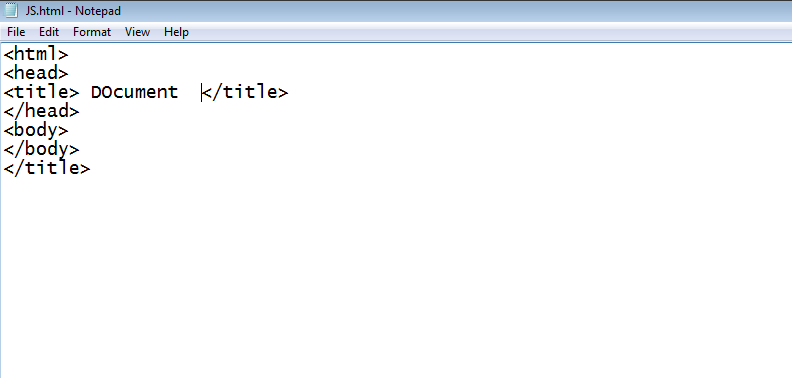 JS.html - Notepad
File Edit Format View Help
<html>
<head>
<title> DOcument  </title>
</head>
<body>
</body>
</title>